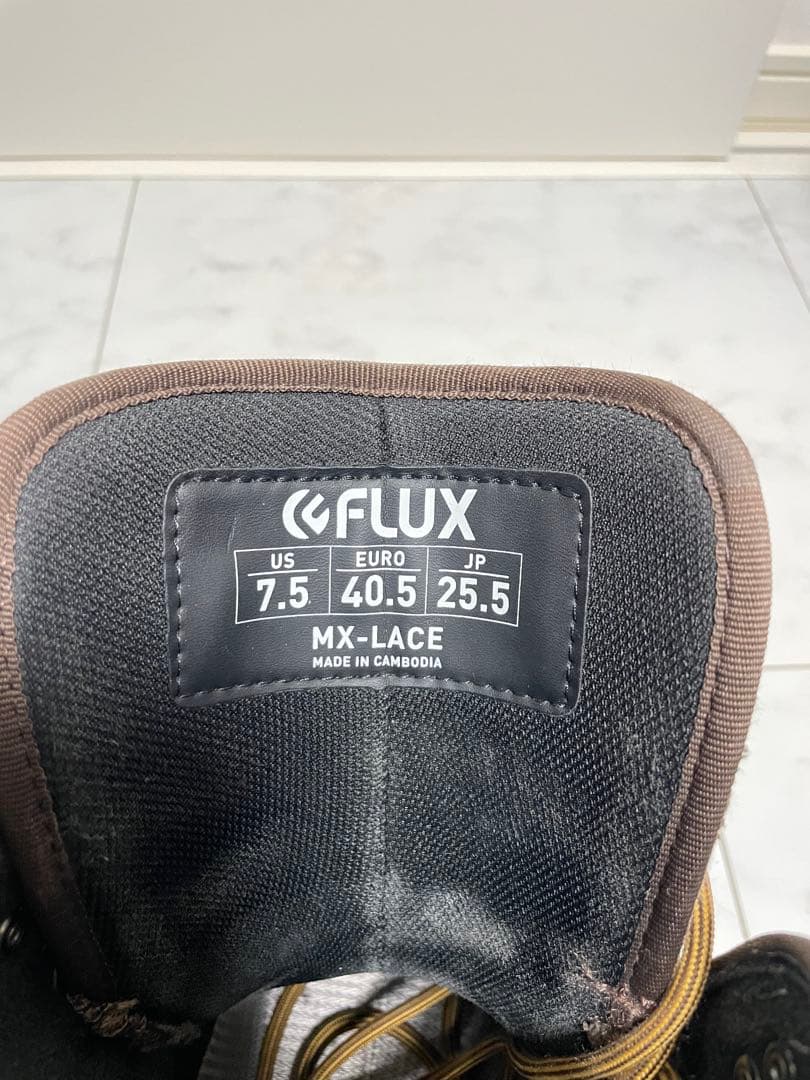 FLUX
US EURO JP
7.5 40.5 25.5
MX-LACE
MADE IN CAMBODIA